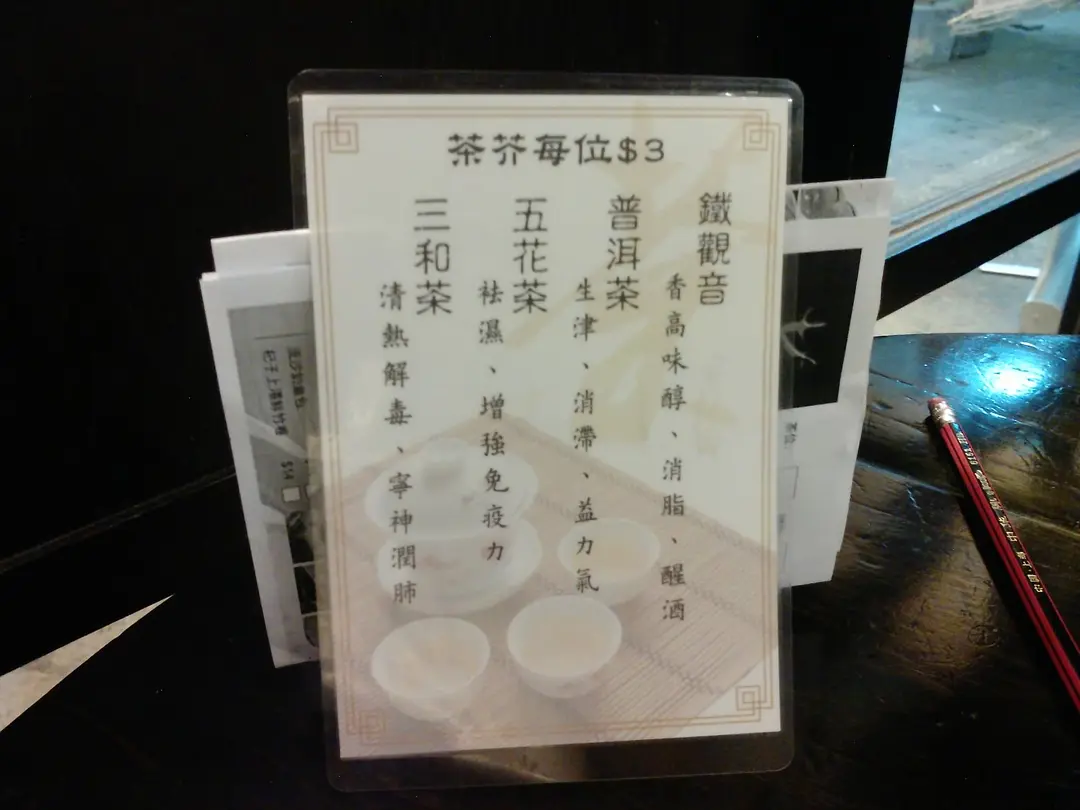 茶芥每位$3
鐵觀音
香高味醇、消脂、醒酒
普洱茶
生津、消滯、益力氣
五花茶
袪濕、增強免疫力
三和茶
清熱解毒、寧神潤肺
$14